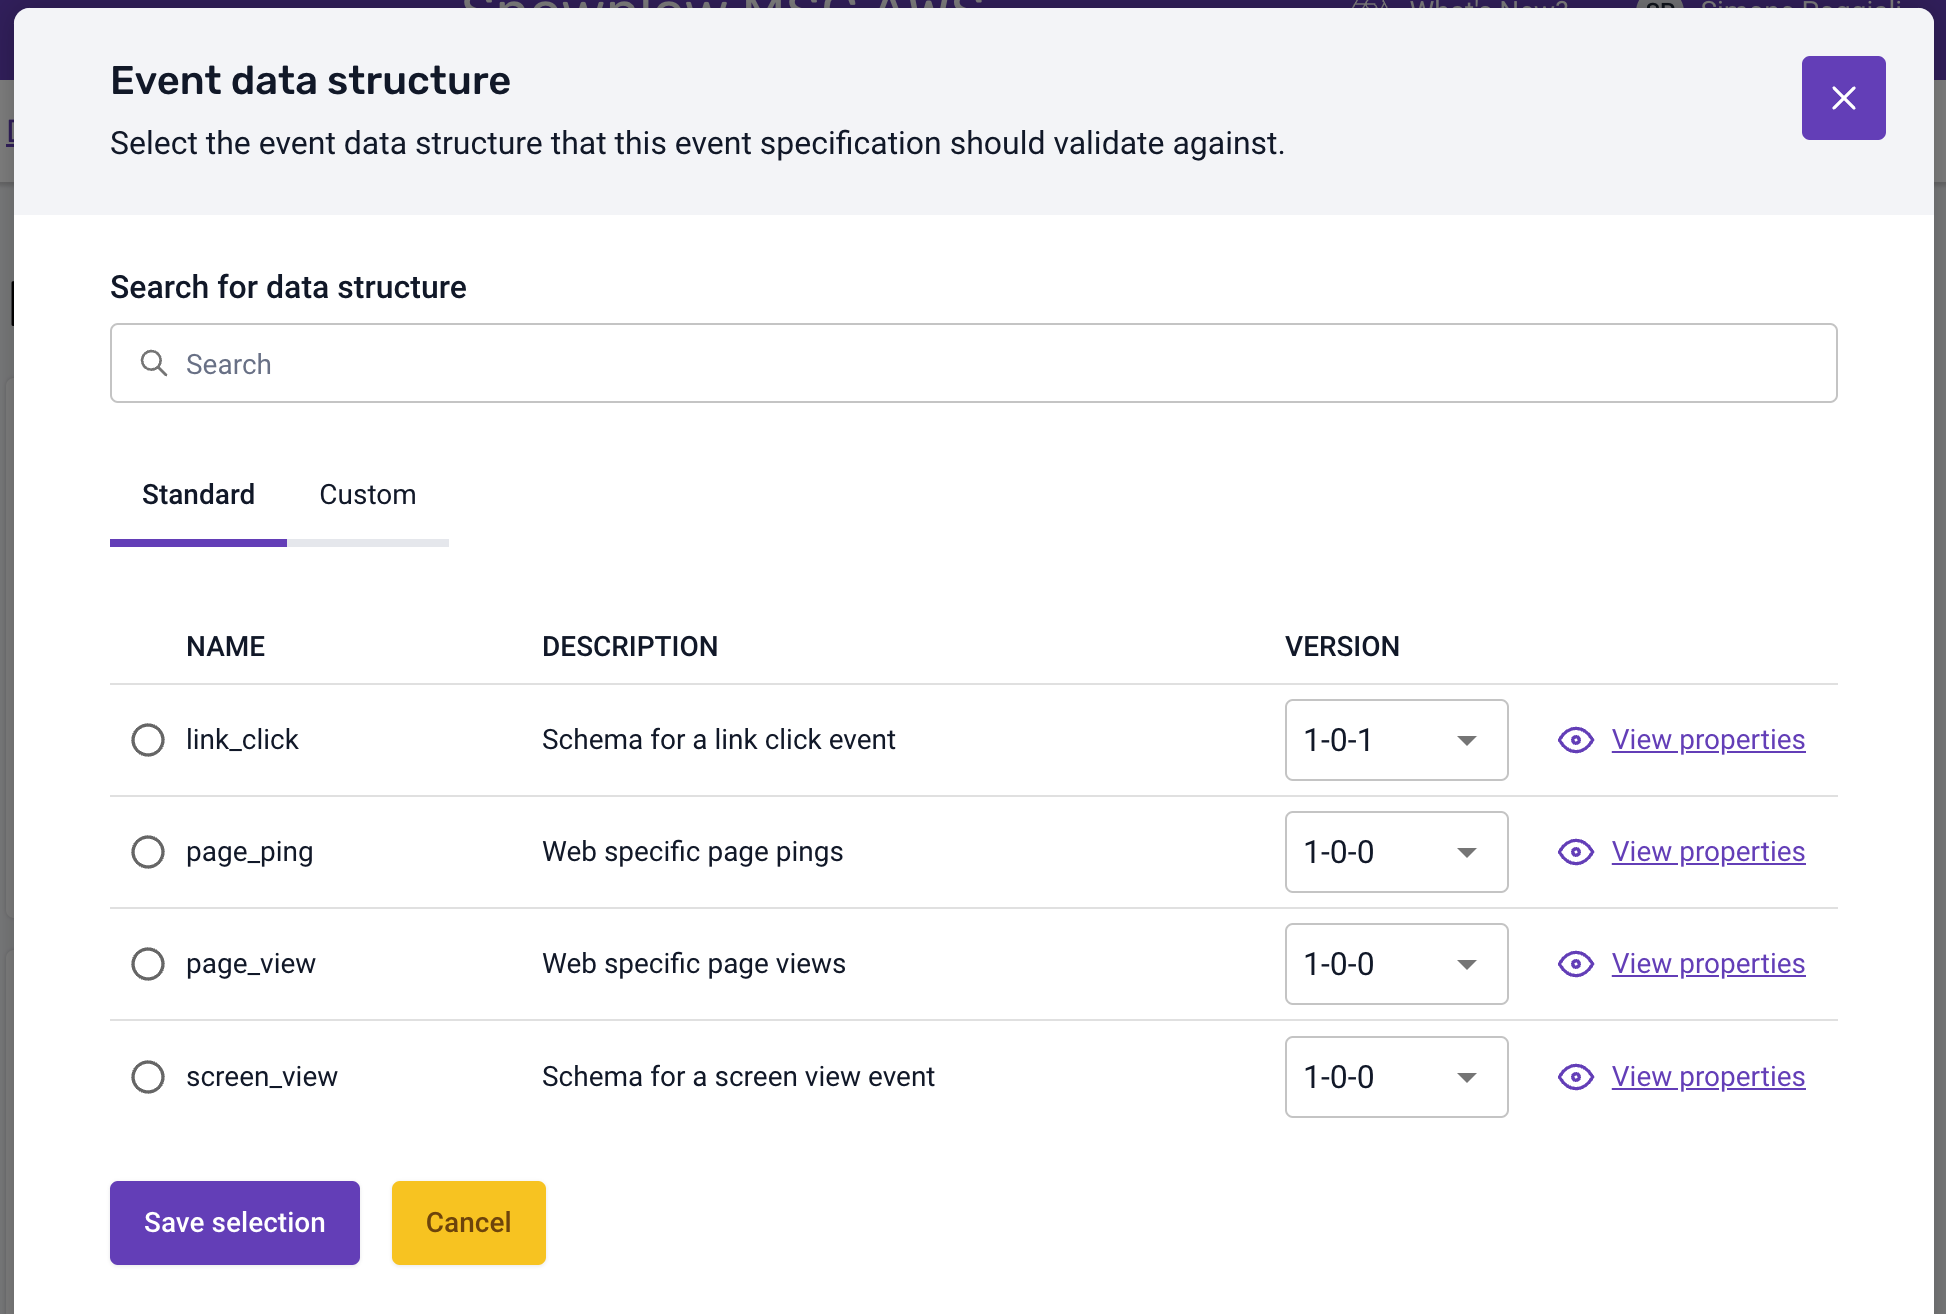 Event data structure
Select the event data structure that this event specification should validate against.
Search for data structure
Search
Standard Custom
NAME DESCRIPTION VERSION
link_click Schema for a link click event 1-0-1 View properties
page_ping Web specific page pings 1-0-0 View properties
page_view Web specific page views 1-0-0 View properties
screen_view Schema for a screen view event 1-0-0 View properties
Save selection Cancel